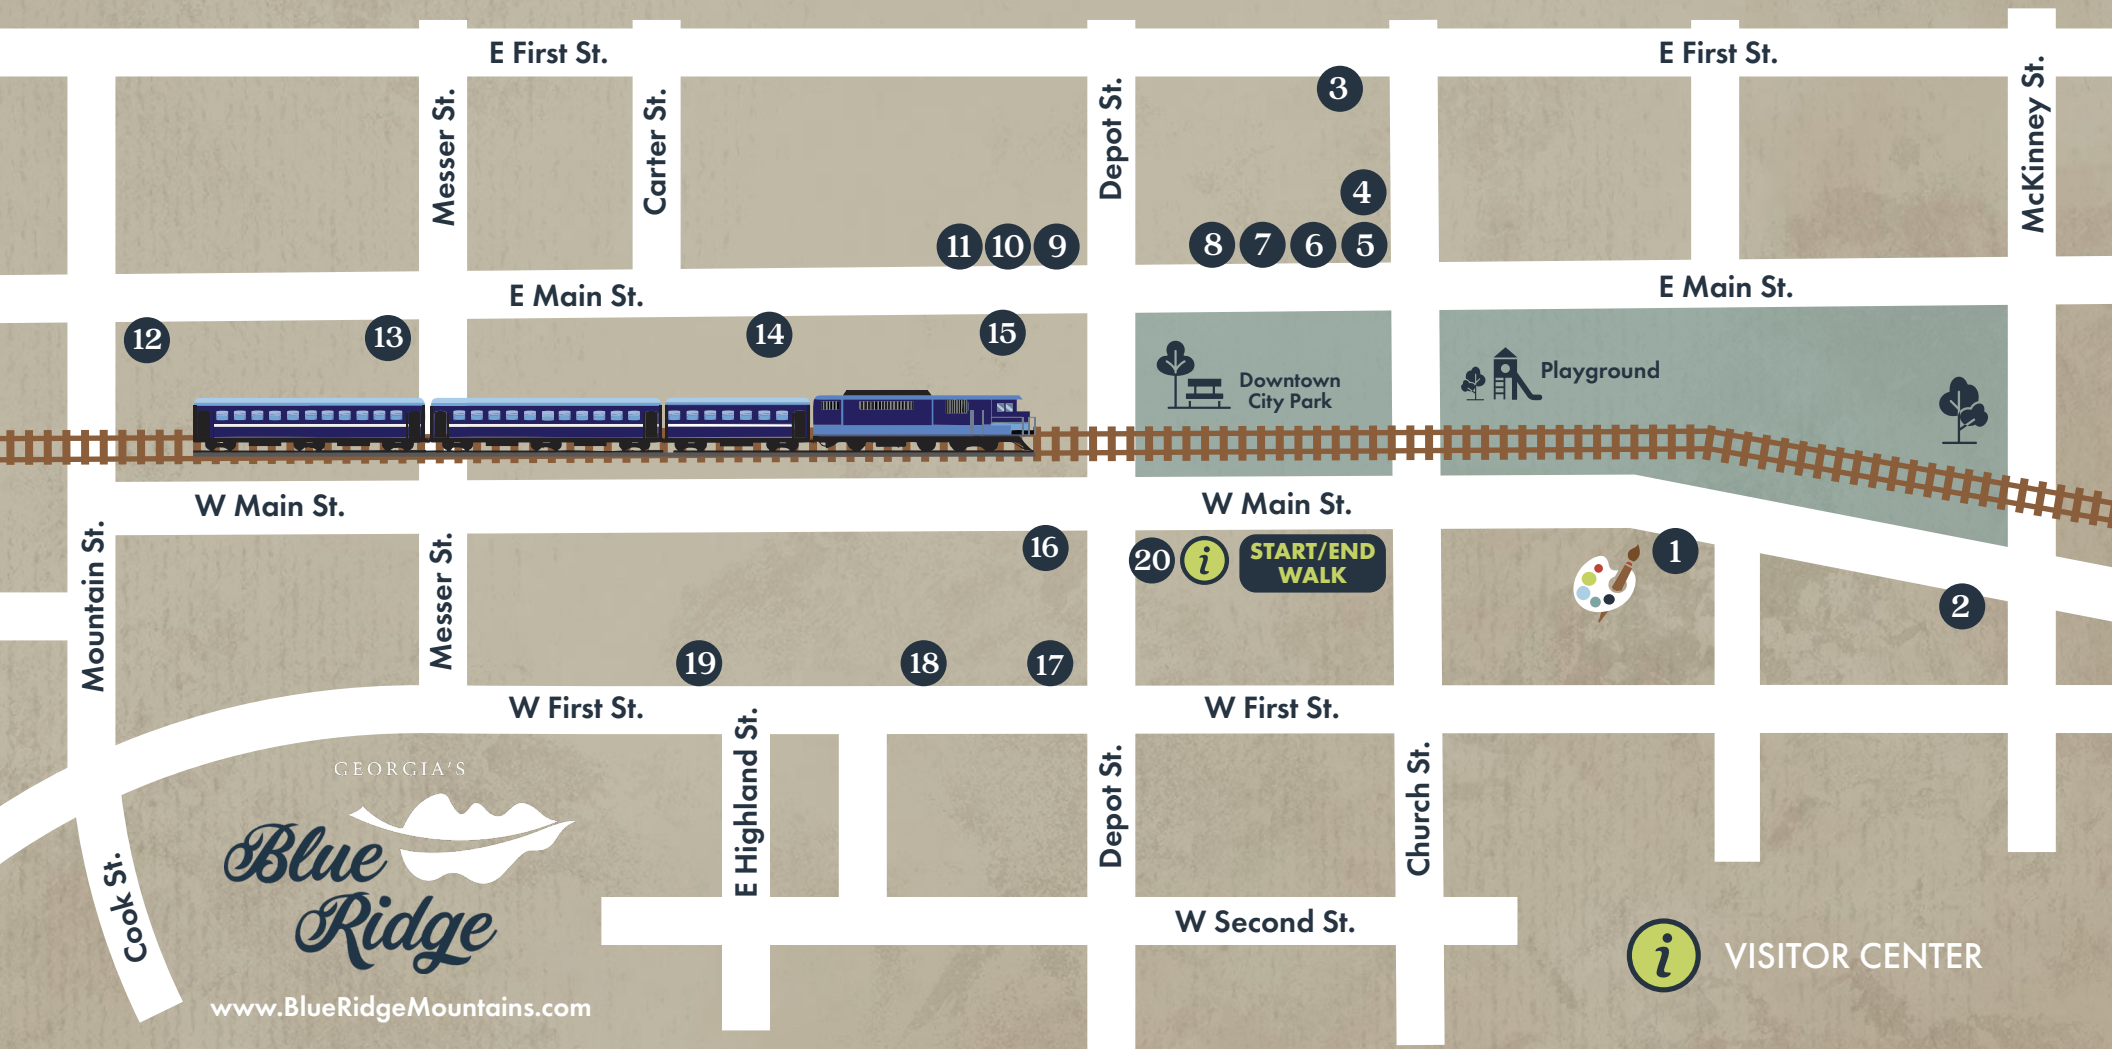 E First St.
E First St.
Messer St.
Carter St.
Depot St.
McKinney St.
3
4
11
10
9
8
7
6
5
E Main St.
E Main St.
12
13
14
15
Downtown
City Park
Playground
W Main St.
W Main St.
Mountain St.
Messer St.
16
20
i
START/END
WALK
1
2
19
18
17
W First St.
W First St.
E Highland St.
Depot St.
Church St.
Cook St.
GEORGIA'S
Blue
Ridge
www.BlueRidgeMountains.com
W Second St.
i
VISITOR CENTER